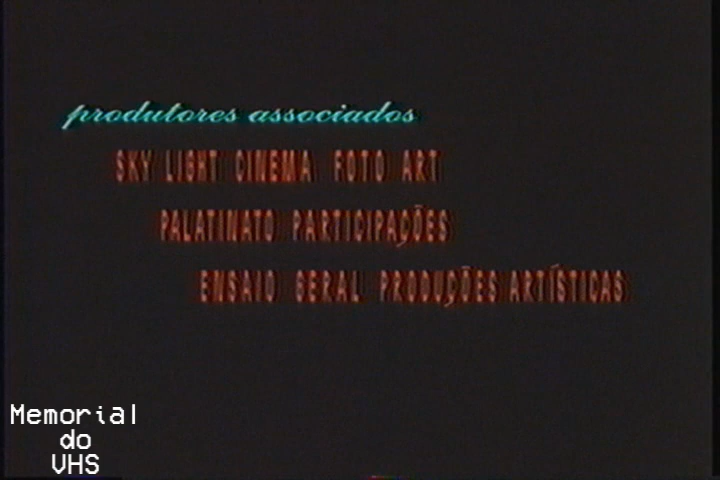 produtores associados
SKY LIGHT CINEMA FOTO ART
PALATINATO PARTICIPAÇÕES
ENSAIO GERAL PRODUÇÕES ARTÍSTICAS
Memorial
do
VHS